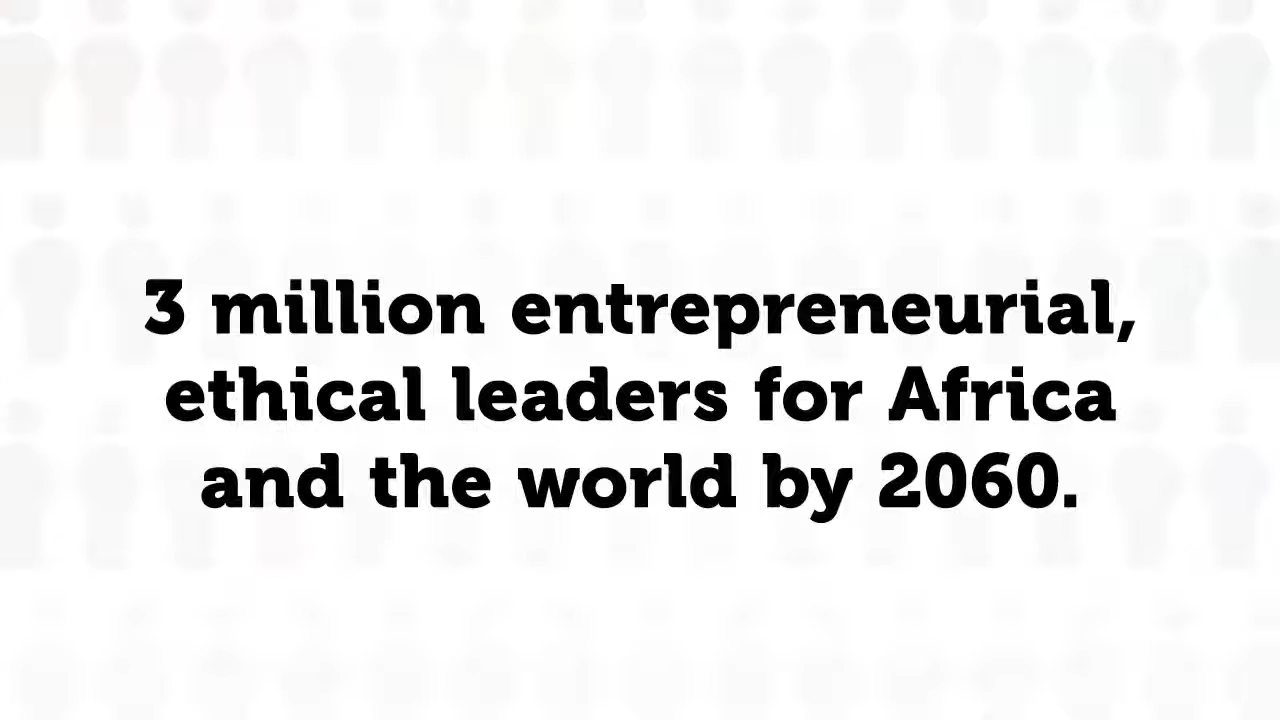 3 million entrepreneurial,
ethical leaders for Africa
and the world by 2060.